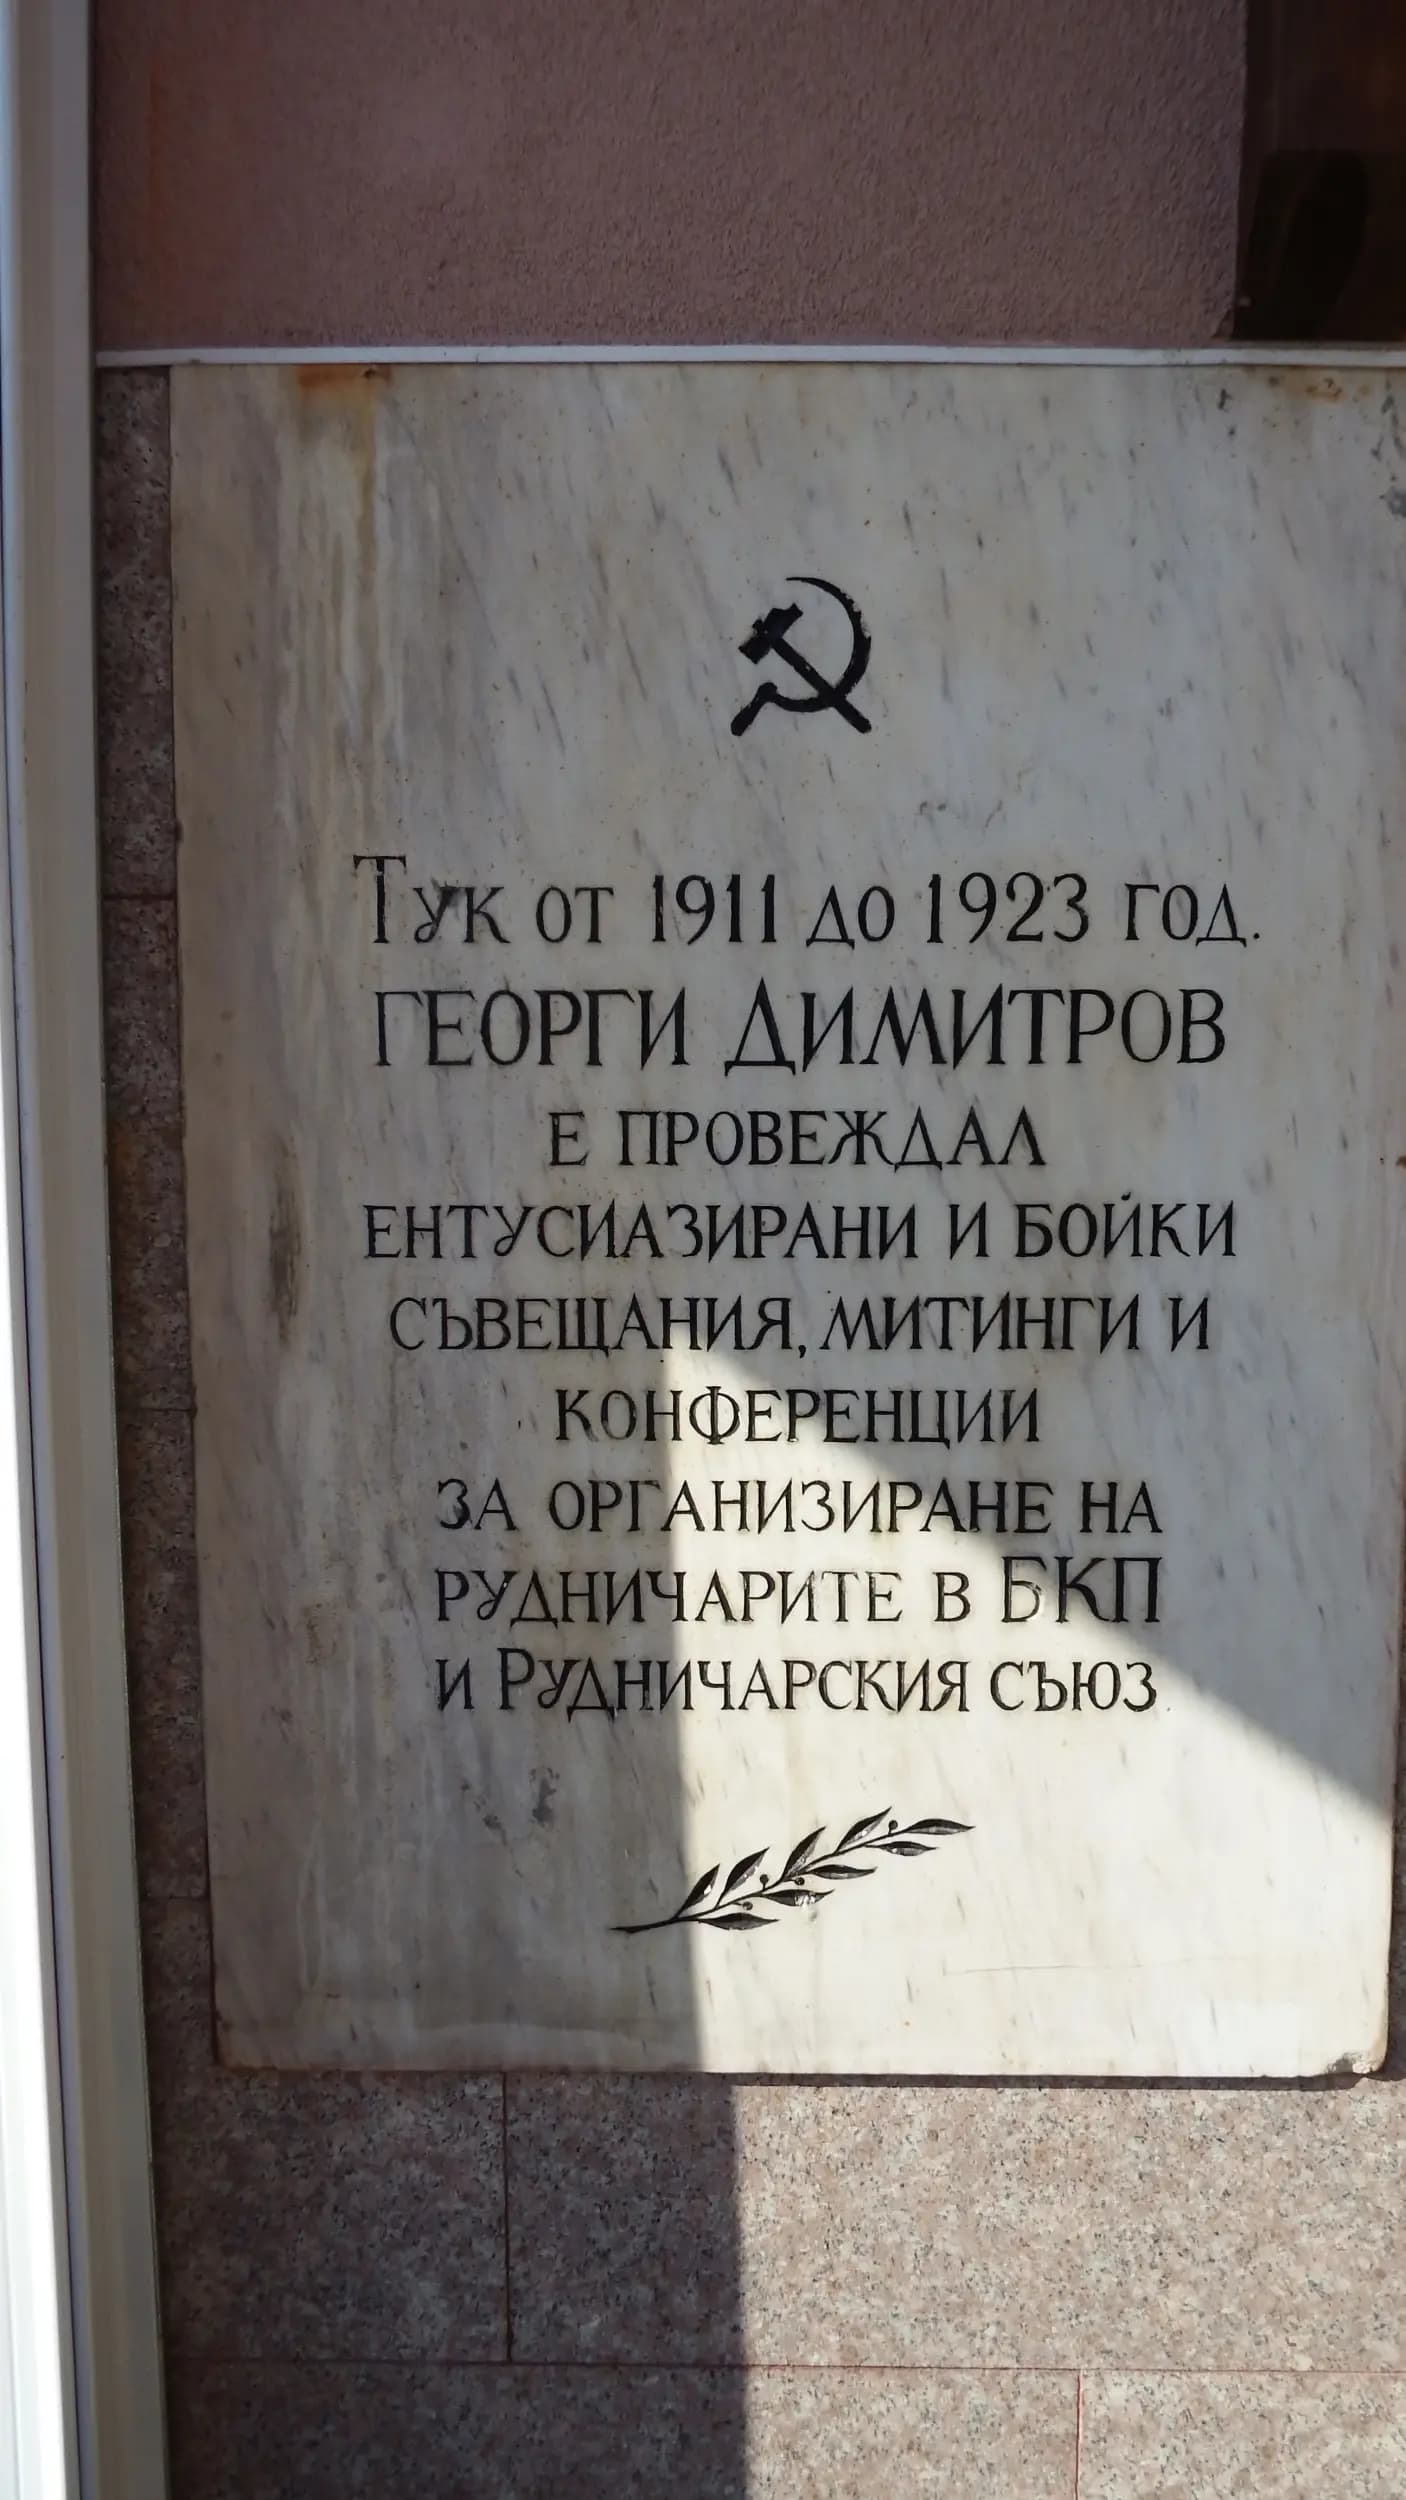 Тук от 1911 до 1923 год.
ГЕОРГИ ДИМИТРОВ
Е ПРОВЕЖДАЛ
ЕНТУСИАЗИРАНИ И БОЙКИ
СЪВЕЩАНИЯ, МИТИНГИ И
КОНФЕРЕНЦИИ
ЗА ОРГАНИЗИРАНЕ НА
РУДНИЧАРИТЕ В БКП
И РУДНИЧАРСКИЯ СЪЮЗ